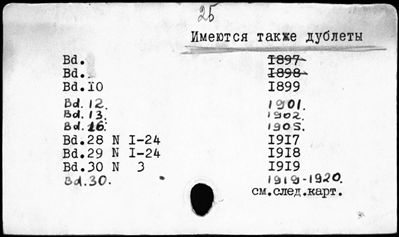 25
Имеются также дублеты
Bd. 1897
Bd. 1898
Bd.10 1899
Bd.12. 1901.
Bd.13. 1902.
Bd.16. 1905.
Bd.28 N 1-24 1917
Bd.29 N 1-24 1918
Bd.30 N 3 1919
Bd.30. 1919-1920.
см.след.карт.